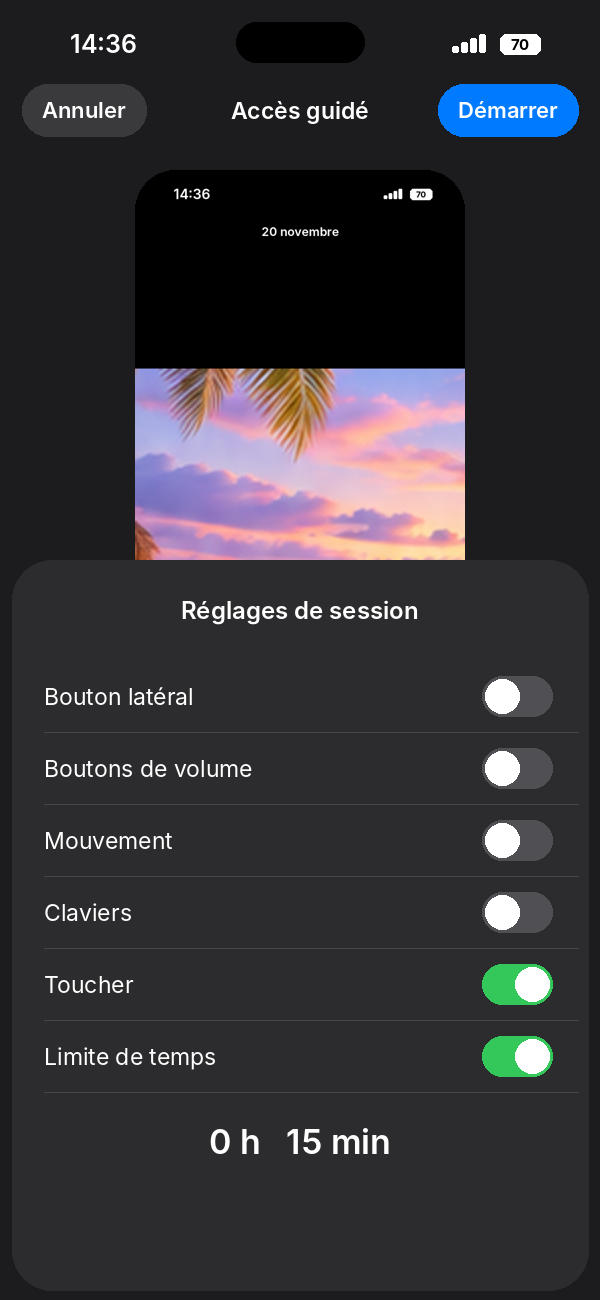 14:36 70
Annuler Accès guidé Démarrer
14:36 70
20 novembre
Réglages de session
Bouton latéral
Boutons de volume
Mouvement
Claviers
Toucher
Limite de temps
0 h 15 min